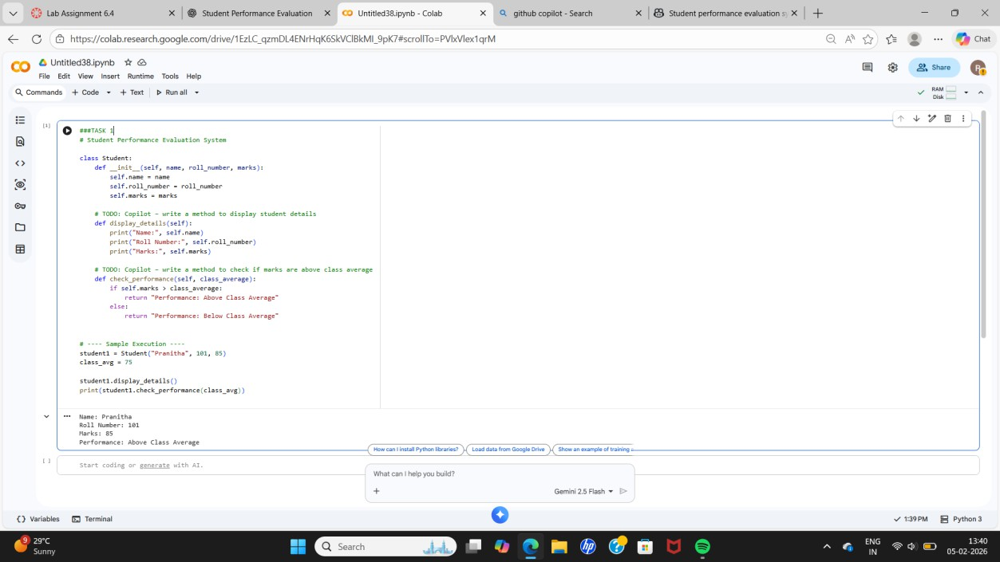 Lab Assignment 6.4
Student Performance Evaluation
Untitled38.ipynb - Colab
github copilot - Search
Student performance evaluation sy
https://colab.research.google.com/drive/1EzLC_qzmDL4ENrHqK6SkVClBkMI_9pK7#scrollTo=PVlxVlex1qrM
Chat
Untitled38.ipynb
File Edit View Insert Runtime Tools Help
Share
Commands + Code + Text Run all
RAM
Disk
[1]
###TASK 1
# Student Performance Evaluation System
class Student:
def __init__(self, name, roll_number, marks):
self.name = name
self.roll_number = roll_number
self.marks = marks
# TODO: Copilot – write a method to display student details
def display_details(self):
print("Name:", self.name)
print("Roll Number:", self.roll_number)
print("Marks:", self.marks)
# TODO: Copilot – write a method to check if marks are above class average
def check_performance(self, class_average):
if self.marks > class_average:
return "Performance: Above Class Average"
else:
return "Performance: Below Class Average"
# ---- Sample Execution ----
student1 = Student("Pranitha", 101, 85)
class_avg = 75
student1.display_details()
print(student1.check_performance(class_avg))
Name: Pranitha
Roll Number: 101
Marks: 85
Performance: Above Class Average
How can I install Python libraries?
Load data from Google Drive
Show an example of training
[ ]
Start coding or generate with AI.
What can I help you build?
Gemini 2.5 Flash
Variables
Terminal
1:39 PM
Python 3
9
29°C
Sunny
Search
ENG
IN
13:40
05-02-2026